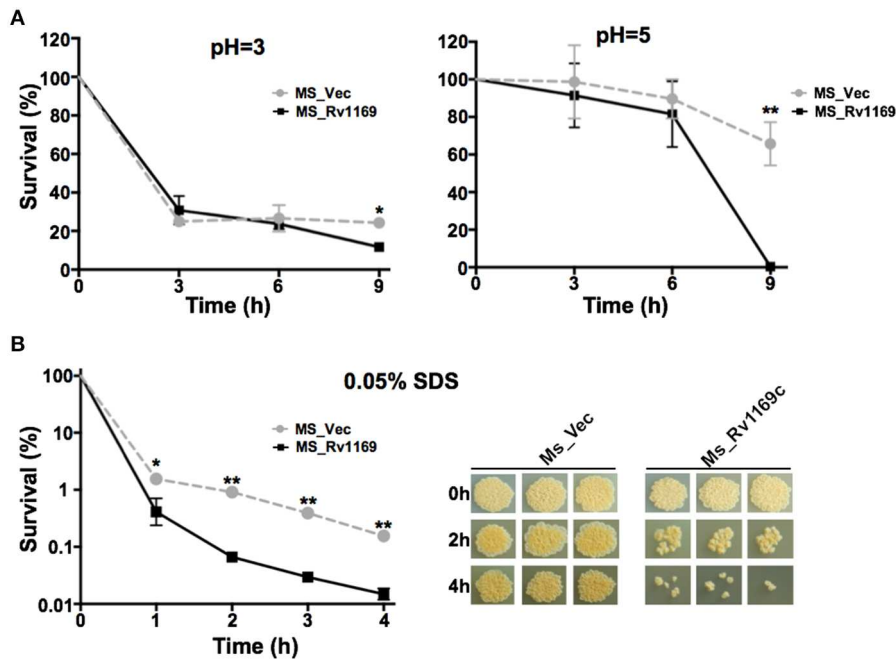 A
pH=3
Survival (%)
120
100
80
60
40
20
0
0
3
6
9
Time (h)
MS_Vec
MS_Rv1169
*
pH=5
Survival (%)
120
100
80
60
40
20
0
0
3
6
9
Time (h)
MS_Vec
MS_Rv1169
**
B
0.05% SDS
Survival (%)
100
10
1
0.1
0.01
0
1
2
3
4
Time (h)
MS_Vec
MS_Rv1169
*
**
**
**
Ms_Vec
Ms_Rv1169c
0h
2h
4h